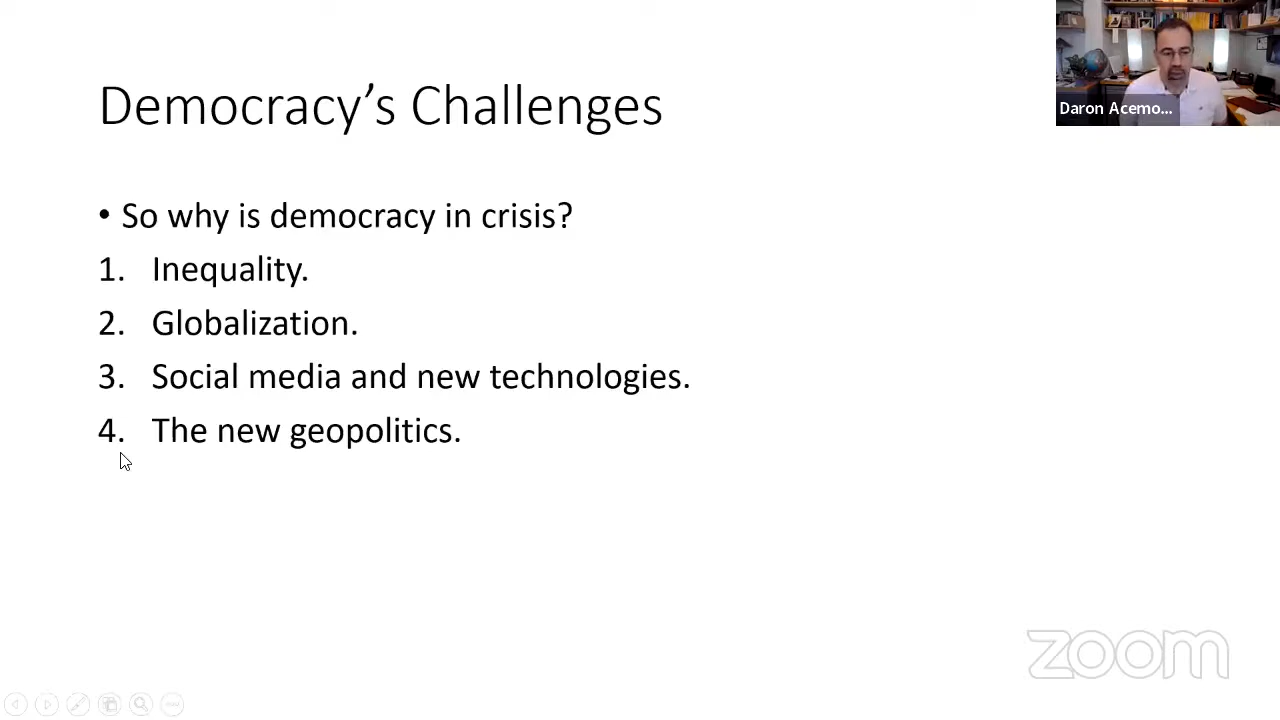 Democracy's Challenges
Daron Acemo...
• So why is democracy in crisis?
1. Inequality.
2. Globalization.
3. Social media and new technologies.
4. The new geopolitics.
zoom